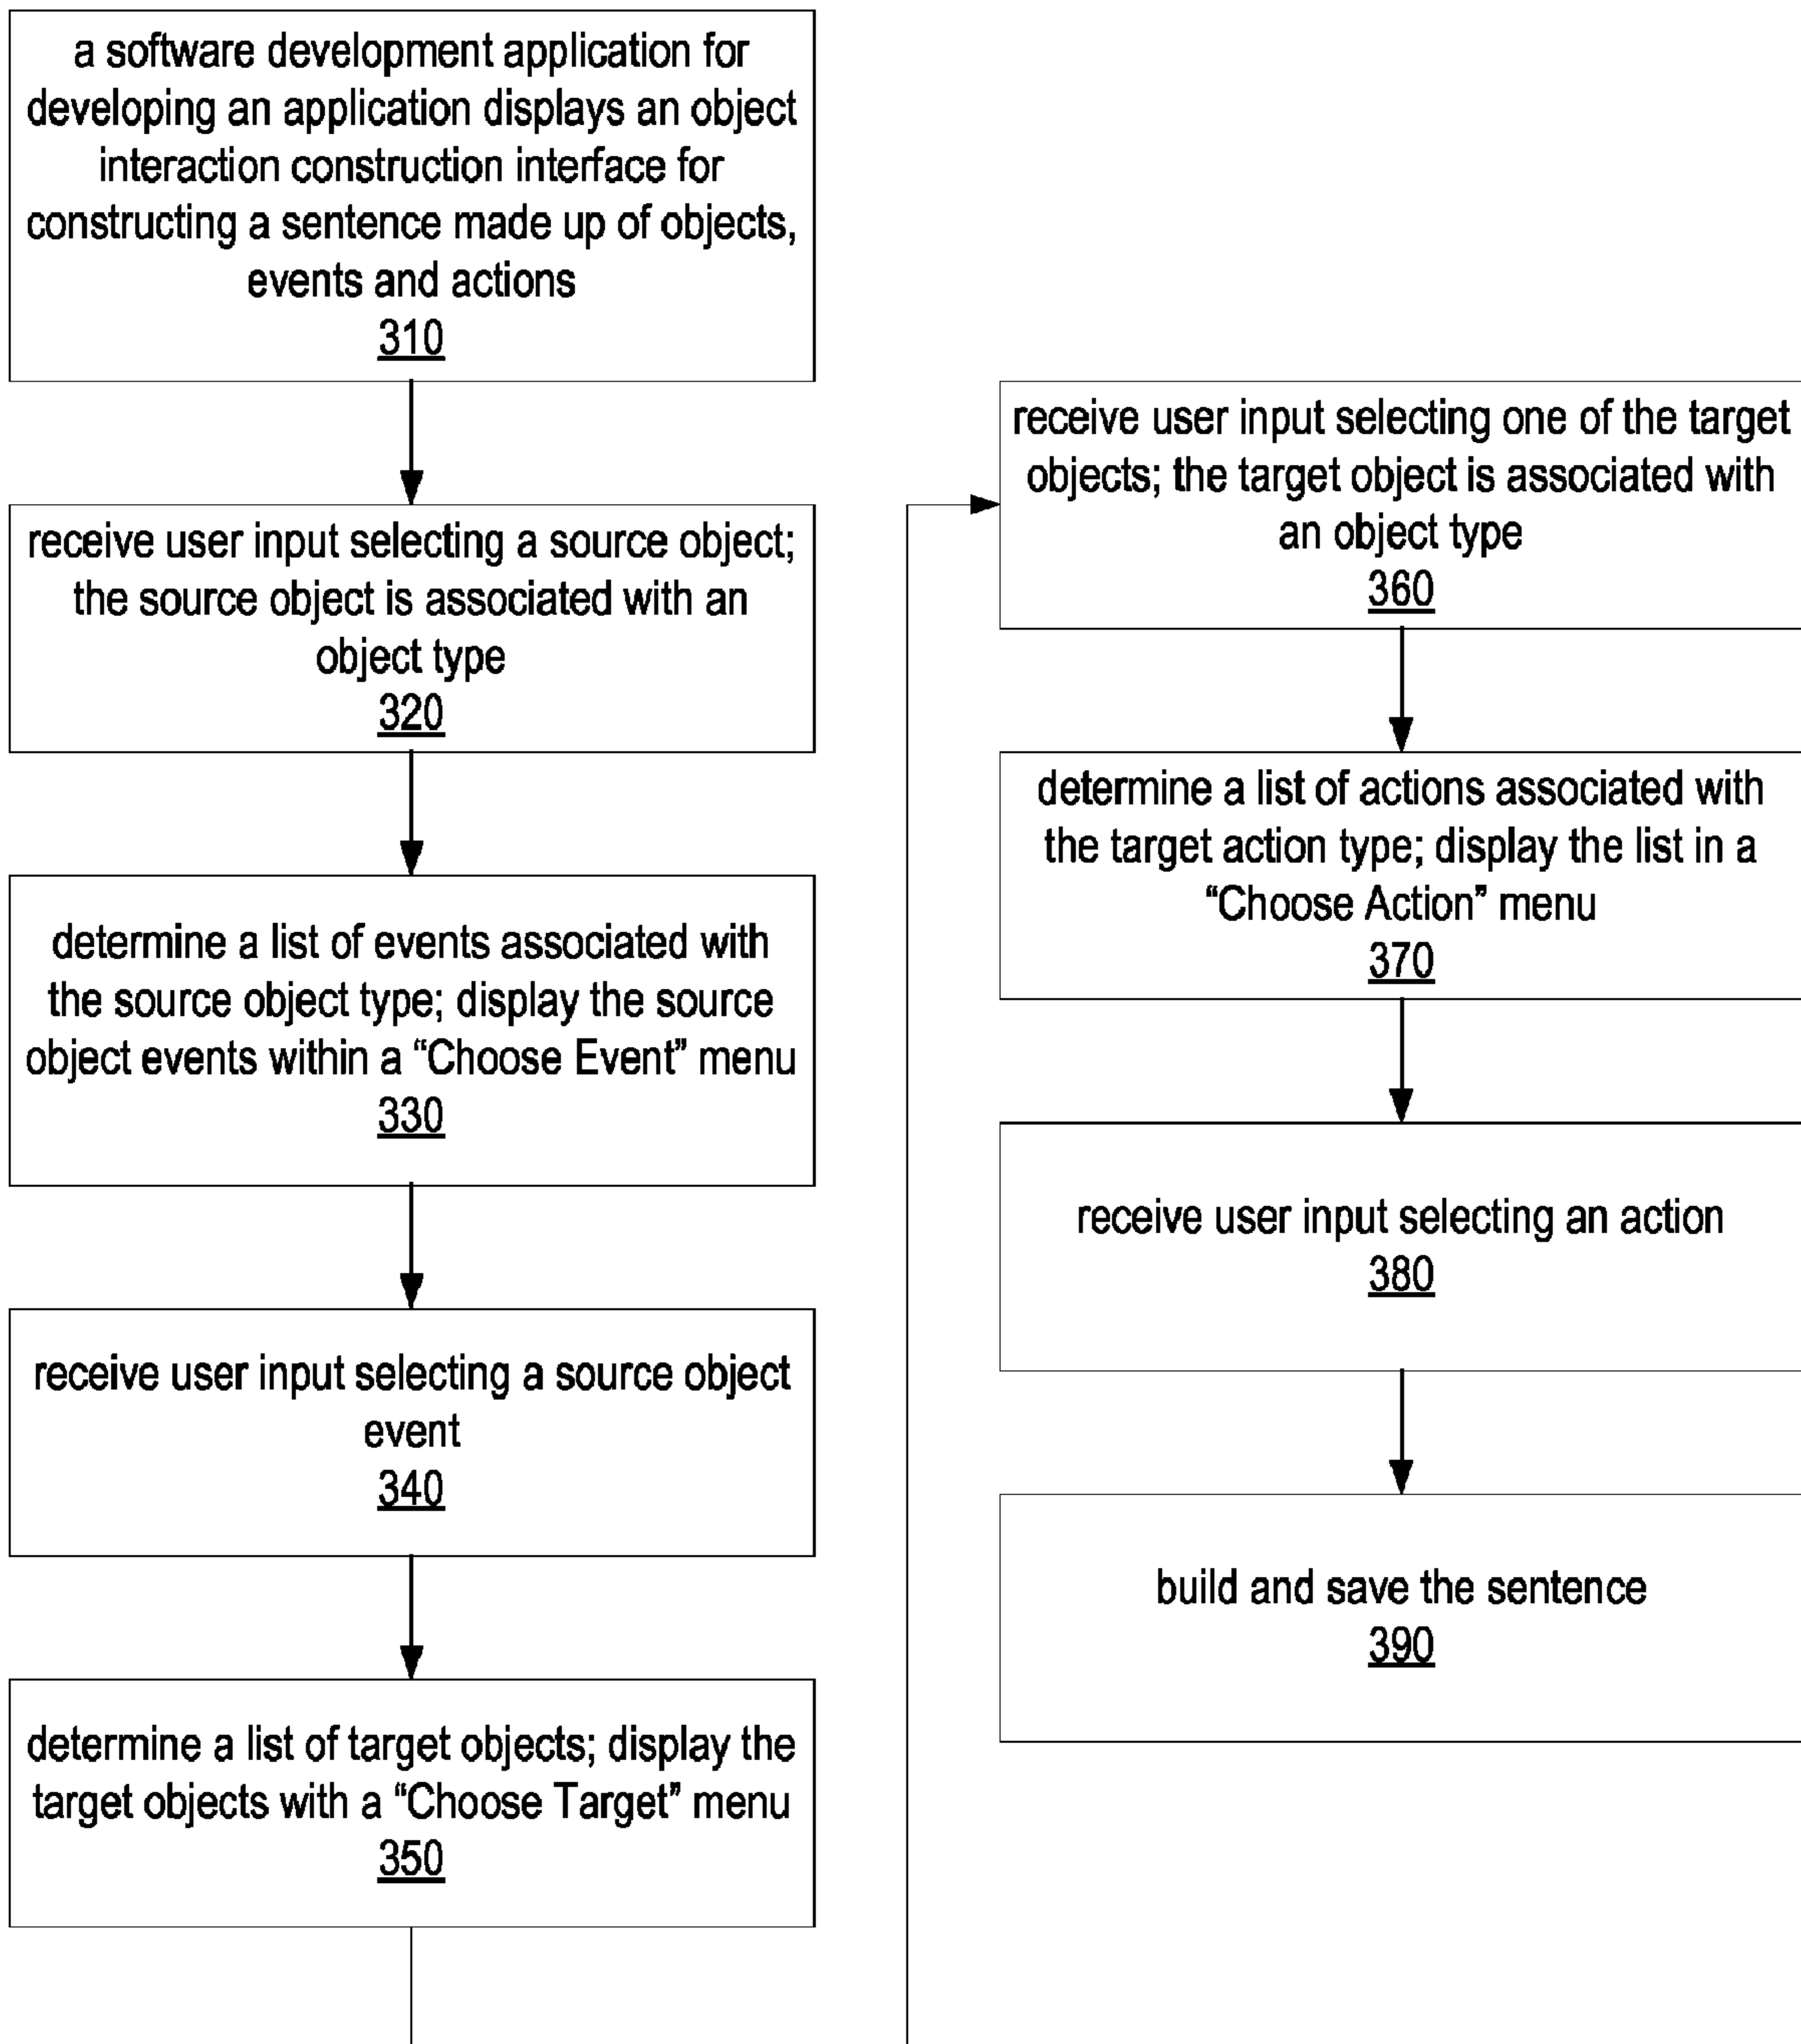 a software development application for
developing an application displays an object
interaction construction interface for
constructing a sentence made up of objects,
events and actions
310
receive user input selecting a source object;
the source object is associated with an
object type
320
determine a list of events associated with
the source object type; display the source
object events within a “Choose Event” menu
330
receive user input selecting a source object
event
340
determine a list of target objects; display the
target objects with a “Choose Target” menu
350
receive user input selecting one of the target
objects; the target object is associated with
an object type
360
determine a list of actions associated with
the target action type; display the list in a
“Choose Action” menu
370
receive user input selecting an action
380
build and save the sentence
390